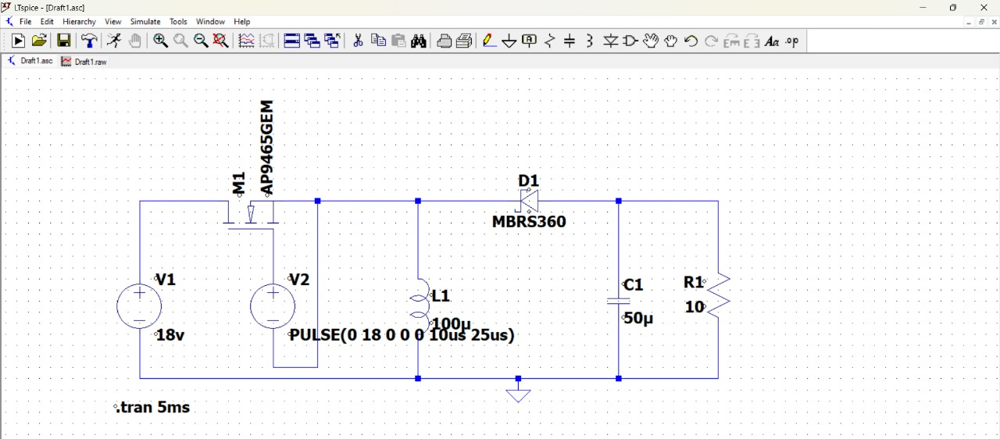 LTspice - [Draft1.asc]
File Edit Hierarchy View Simulate Tools Window Help
Draft1.asc Draft1.raw
AP9465GEM
M1
D1
MBRS360
V1
18v
V2
PULSE(0 18 0 0 0 10us 25us)
L1
100µ
C1
50µ
R1
10
.tran 5ms